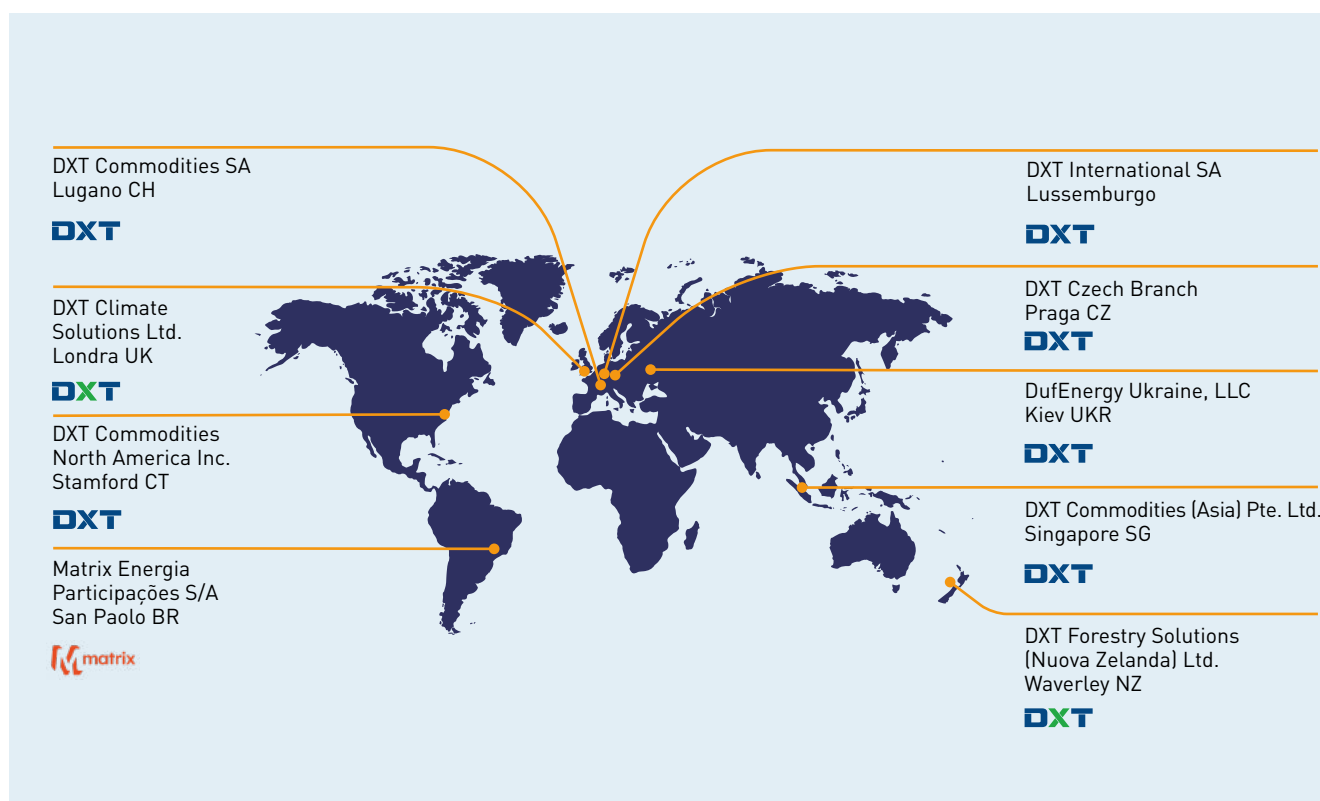 DXT Commodities SA
Lugano CH
DXT
DXT Climate
Solutions Ltd.
Londra UK
DXT
DXT Commodities
North America Inc.
Stamford CT
DXT
Matrix Energia
Participações S/A
San Paolo BR
matrix
DXT International SA
Lussemburgo
DXT
DXT Czech Branch
Praga CZ
DXT
DufEnergy Ukraine, LLC
Kiev UKR
DXT
DXT Commodities (Asia) Pte. Ltd.
Singapore SG
DXT
DXT Forestry Solutions
(Nuova Zelanda) Ltd.
Waverley NZ
DXT